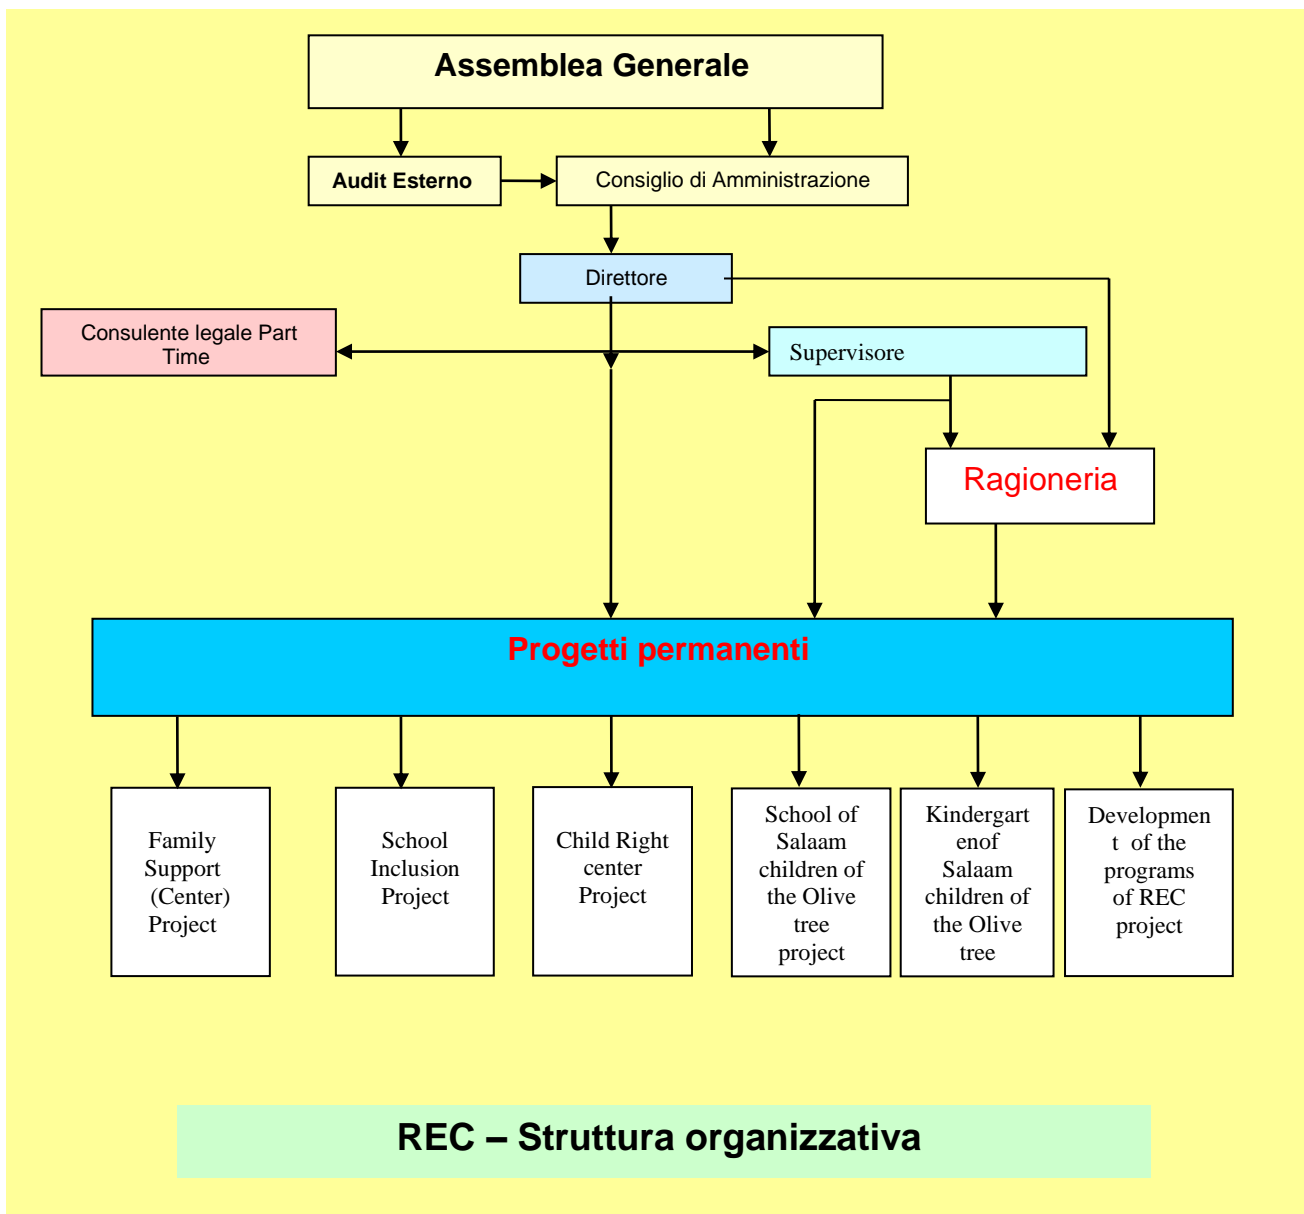 Assemblea Generale
Audit Esterno
Consiglio di Amministrazione
Direttore
Consulente legale Part
Time
Supervisore
Ragioneria
Progetti permanenti
Family
Support
(Center)
Project
School
Inclusion
Project
Child Right
center
Project
School of
Salaam
children of
the Olive
tree
project
Kindergart
enof
Salaam
children of
the Olive
tree
Developmen
t of the
programs
of REC
project
REC – Struttura organizzativa